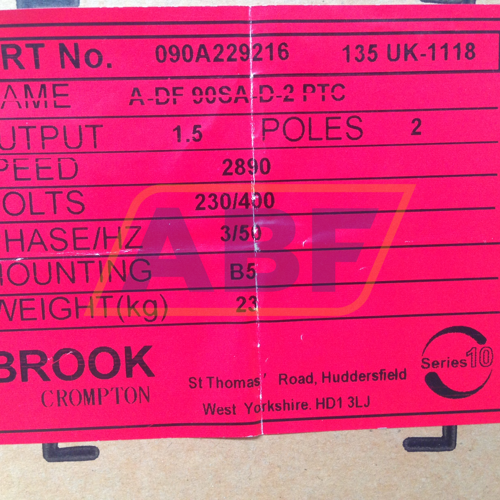 RT No. 090A229216 135 UK-1118
AME A-DF 90SA-D-2 PTC
UTPUT 1.5 POLES 2
PEED 2890
OLTS 230/400
HASE/HZ 3/50
MOUNTING B5
WEIGHT(kg) 23
ABF
BROOK
CROMPTON
St Thomas' Road, Huddersfield
West Yorkshire. HD1 3LJ
Series 10